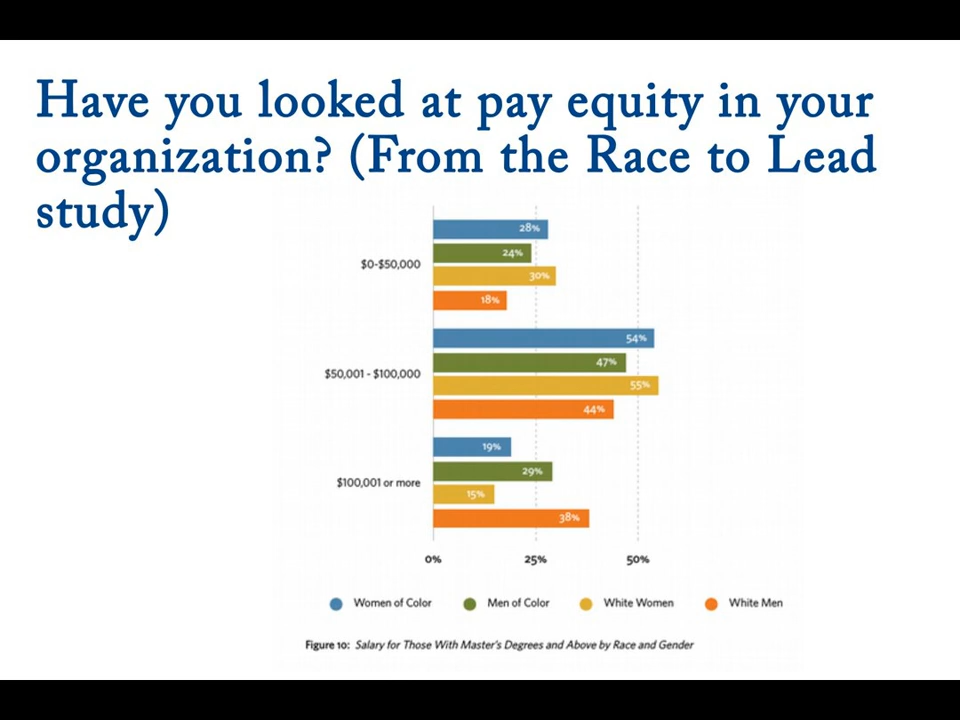 Have you looked at pay equity in your
organization? (From the Race to Lead
study)
28%
24%
$0-$50,000
30%
18%
54%
47%
$50,001 - $100,000
55%
44%
19%
29%
$100,001 or more
15%
38%
0% 25% 50%
Women of Color Men of Color White Women White Men
Figure 10: Salary for Those With Master's Degrees and Above by Race and Gender